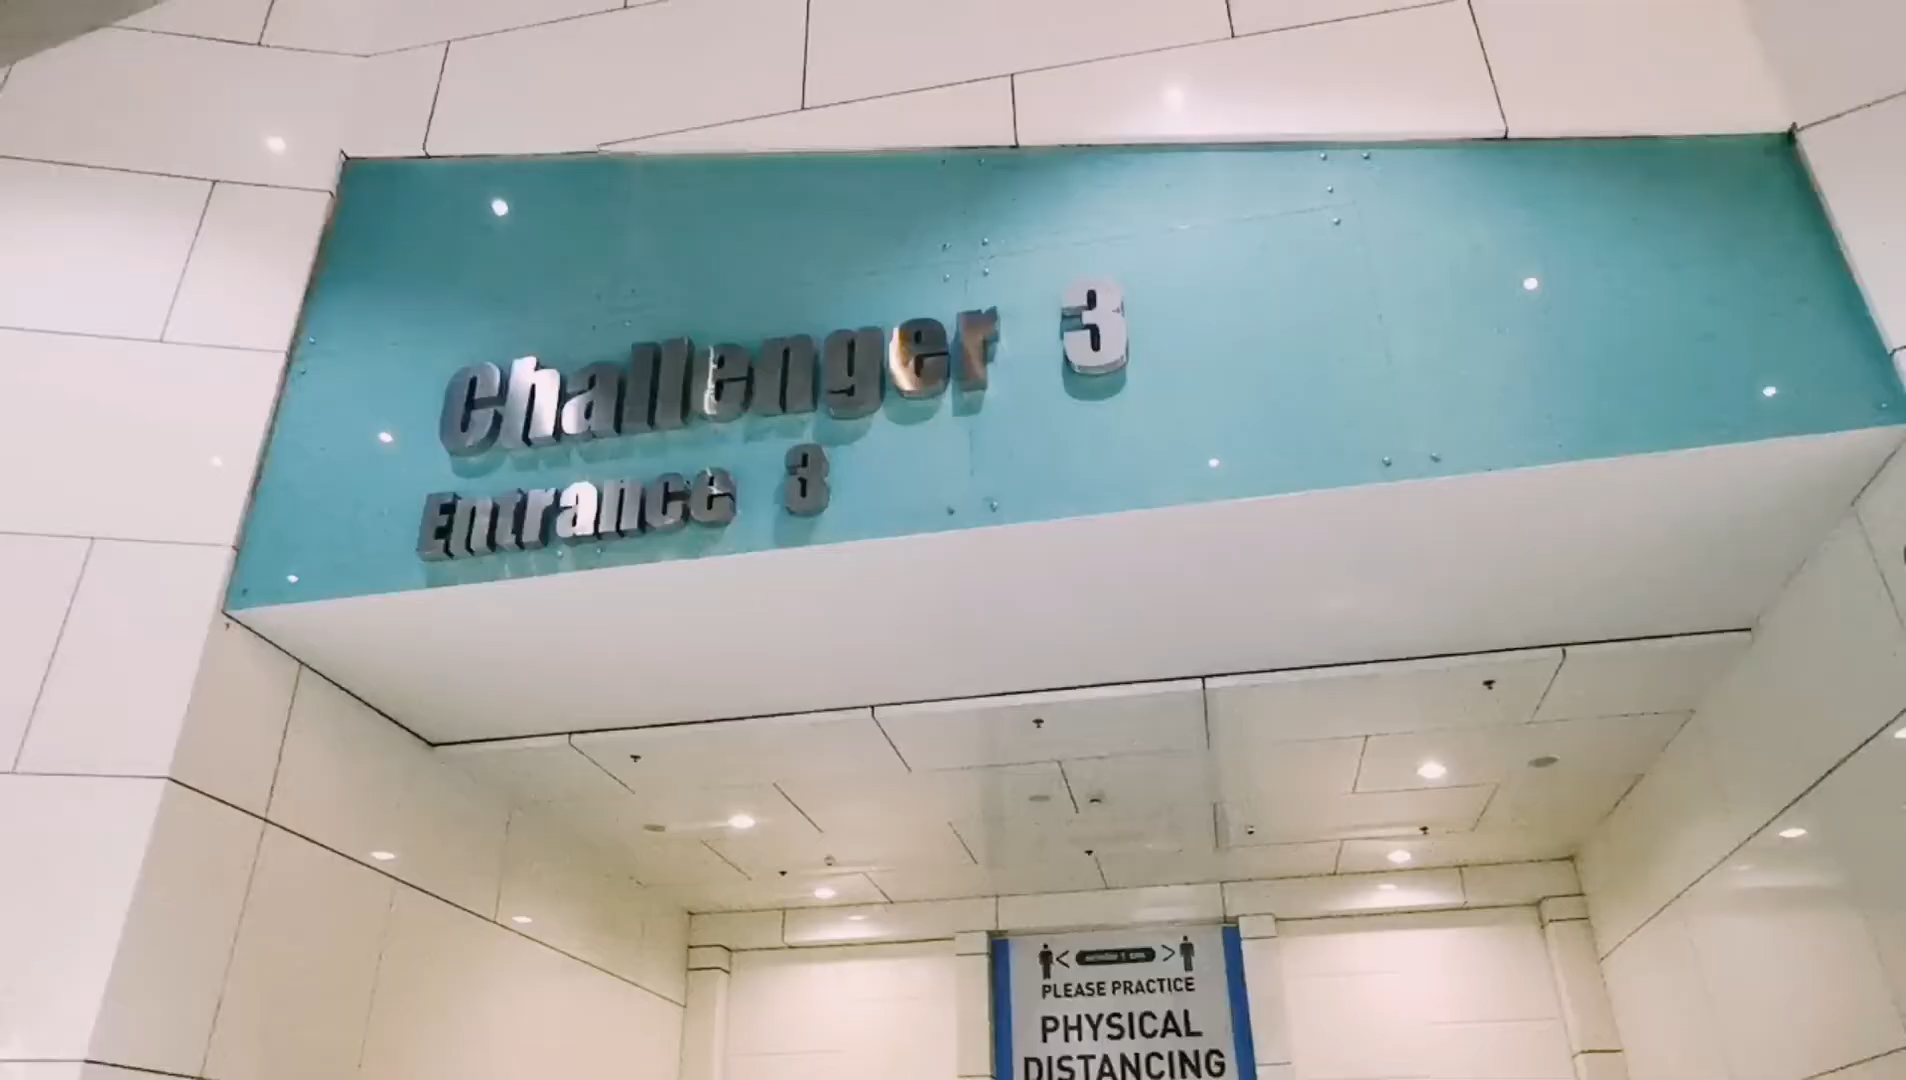 Challenger 3
Entrance 3
PLEASE PRACTICE
PHYSICAL
DISTANCING